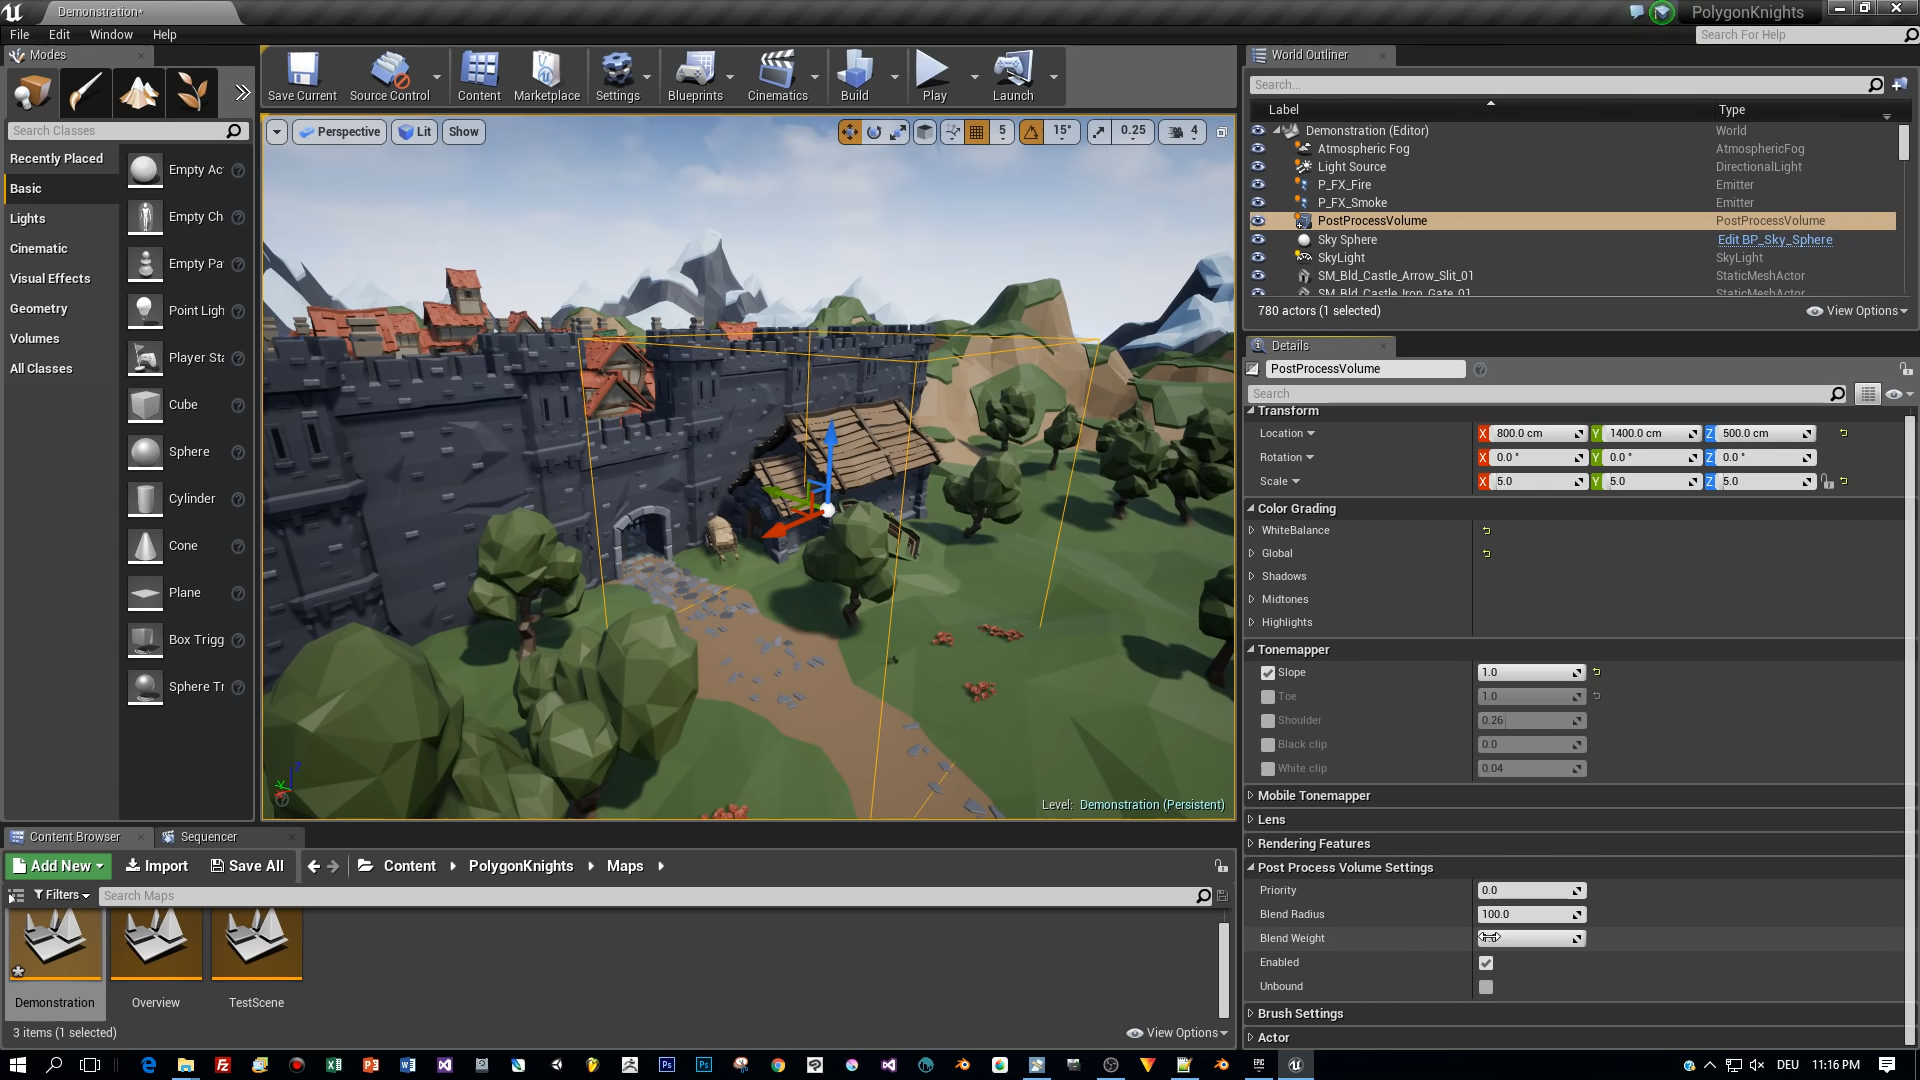 Demonstration*
PolygonKnights
File Edit Window Help
Search For Help
Modes
Search Classes
Recently Placed
Basic
Lights
Cinematic
Visual Effects
Geometry
Volumes
All Classes
Empty Ac
Empty Ch
Empty Pa
Point Ligh
Player Sta
Cube
Sphere
Cylinder
Cone
Plane
Box Trigg
Sphere Tr
Save Current Source Control Content Marketplace Settings Blueprints Cinematics Build Play Launch
Perspective Lit Show 5 15° 0.25 4
Level: Demonstration (Persistent)
World Outliner
Search...
Label Type
Demonstration (Editor) World
Atmospheric Fog AtmosphericFog
Light Source DirectionalLight
P_FX_Fire Emitter
P_FX_Smoke Emitter
PostProcessVolume PostProcessVolume
Sky Sphere Edit BP_Sky_Sphere
SkyLight SkyLight
SM_Bld_Castle_Arrow_Slit_01 StaticMeshActor
SM_Bld_Castle_Iron_Gate_01 StaticMeshActor
780 actors (1 selected) View Options
Details
PostProcessVolume
Search
Transform
Location X 800.0 cm Y 1400.0 cm Z 500.0 cm
Rotation X 0.0 ° Y 0.0 ° Z 0.0 °
Scale X 5.0 Y 5.0 Z 5.0
Color Grading
WhiteBalance
Global
Shadows
Midtones
Highlights
Tonemapper
Slope 1.0
Toe 1.0
Shoulder 0.26
Black clip 0.0
White clip 0.04
Mobile Tonemapper
Lens
Rendering Features
Post Process Volume Settings
Priority 0.0
Blend Radius 100.0
Blend Weight
Enabled
Unbound
Brush Settings
Actor
Content Browser Sequencer
Add New Import Save All Content PolygonKnights Maps
Filters Search Maps
Demonstration Overview TestScene
3 items (1 selected) View Options
DEU 11:16 PM